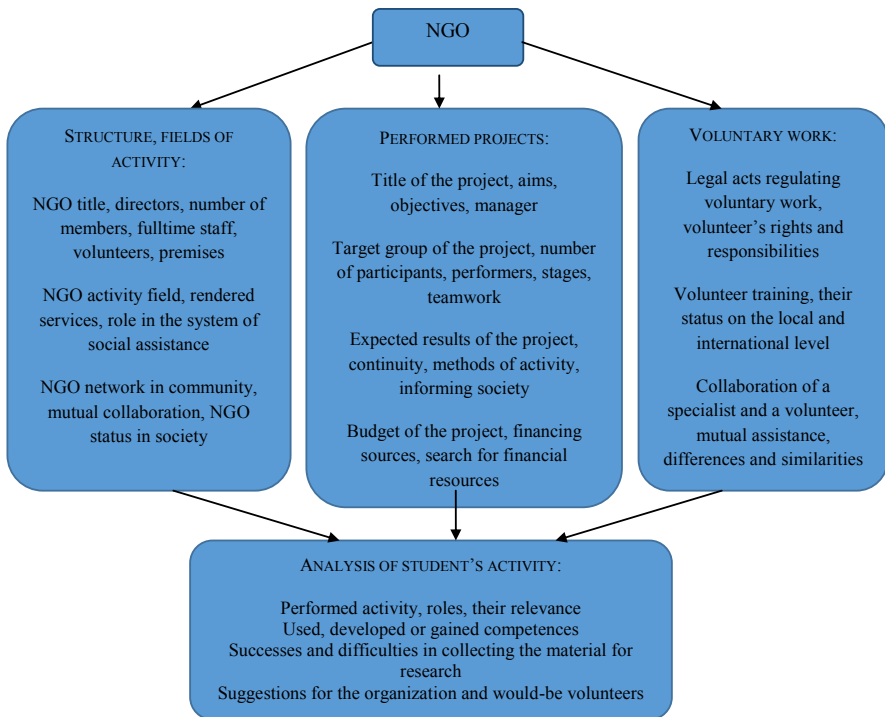 NGO
STRUCTURE, FIELDS OF
ACTIVITY:
NGO title, directors, number of
members, fulltime staff,
volunteers, premises
NGO activity field, rendered
services, role in the system of
social assistance
NGO network in community,
mutual collaboration, NGO
status in society
PERFORMED PROJECTS:
Title of the project, aims,
objectives, manager
Target group of the project, number
of participants, performers, stages,
teamwork
Expected results of the project,
continuity, methods of activity,
informing society
Budget of the project, financing
sources, search for financial
resources
VOLUNTARY WORK:
Legal acts regulating
voluntary work,
volunteer’s rights and
responsibilities
Volunteer training, their
status on the local and
international level
Collaboration of a
specialist and a volunteer,
mutual assistance,
differences and similarities
ANALYSIS OF STUDENT’S ACTIVITY:
Performed activity, roles, their relevance
Used, developed or gained competences
Successes and difficulties in collecting the material for
research
Suggestions for the organization and would-be volunteers